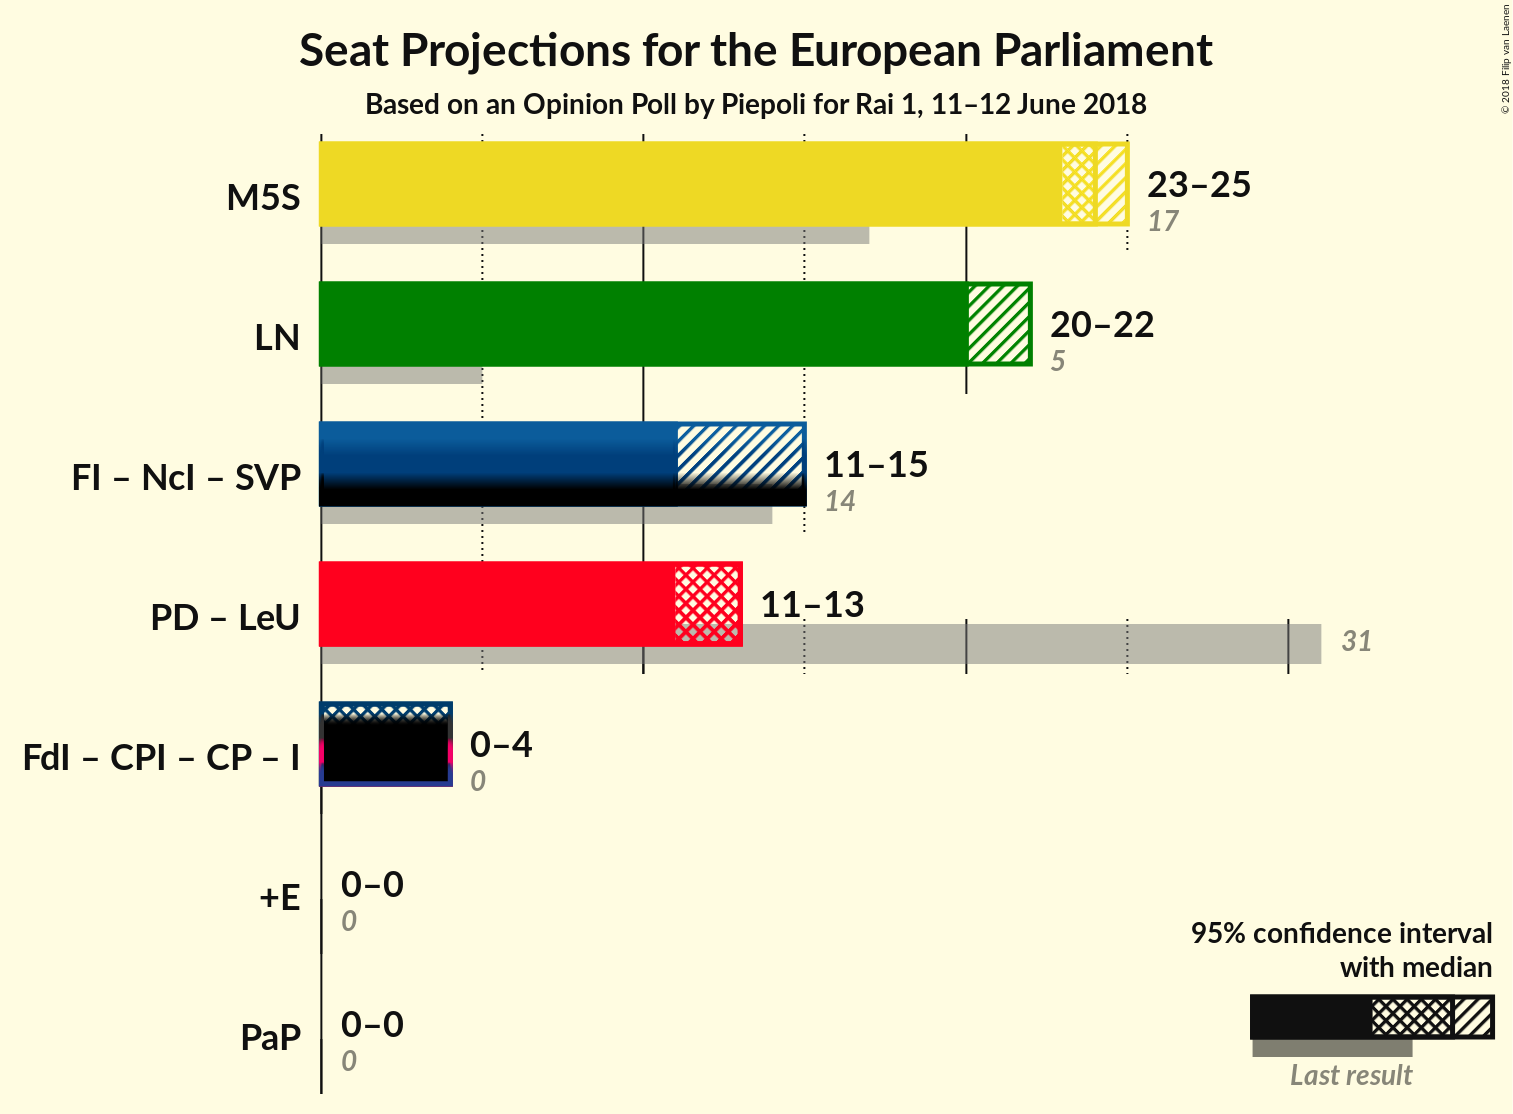 Seat Projections for the European Parliament
Based on an Opinion Poll by Piepoli for Rai 1, 11–12 June 2018
© 2018 Filip van Laenen
M5S
23–25
17
LN
20–22
5
FI – NcI – SVP
11–15
14
PD – LeU
11–13
31
FdI – CPI – CP – I
0–4
0
+E
0–0
0
PaP
0–0
0
95% confidence interval
with median
Last result